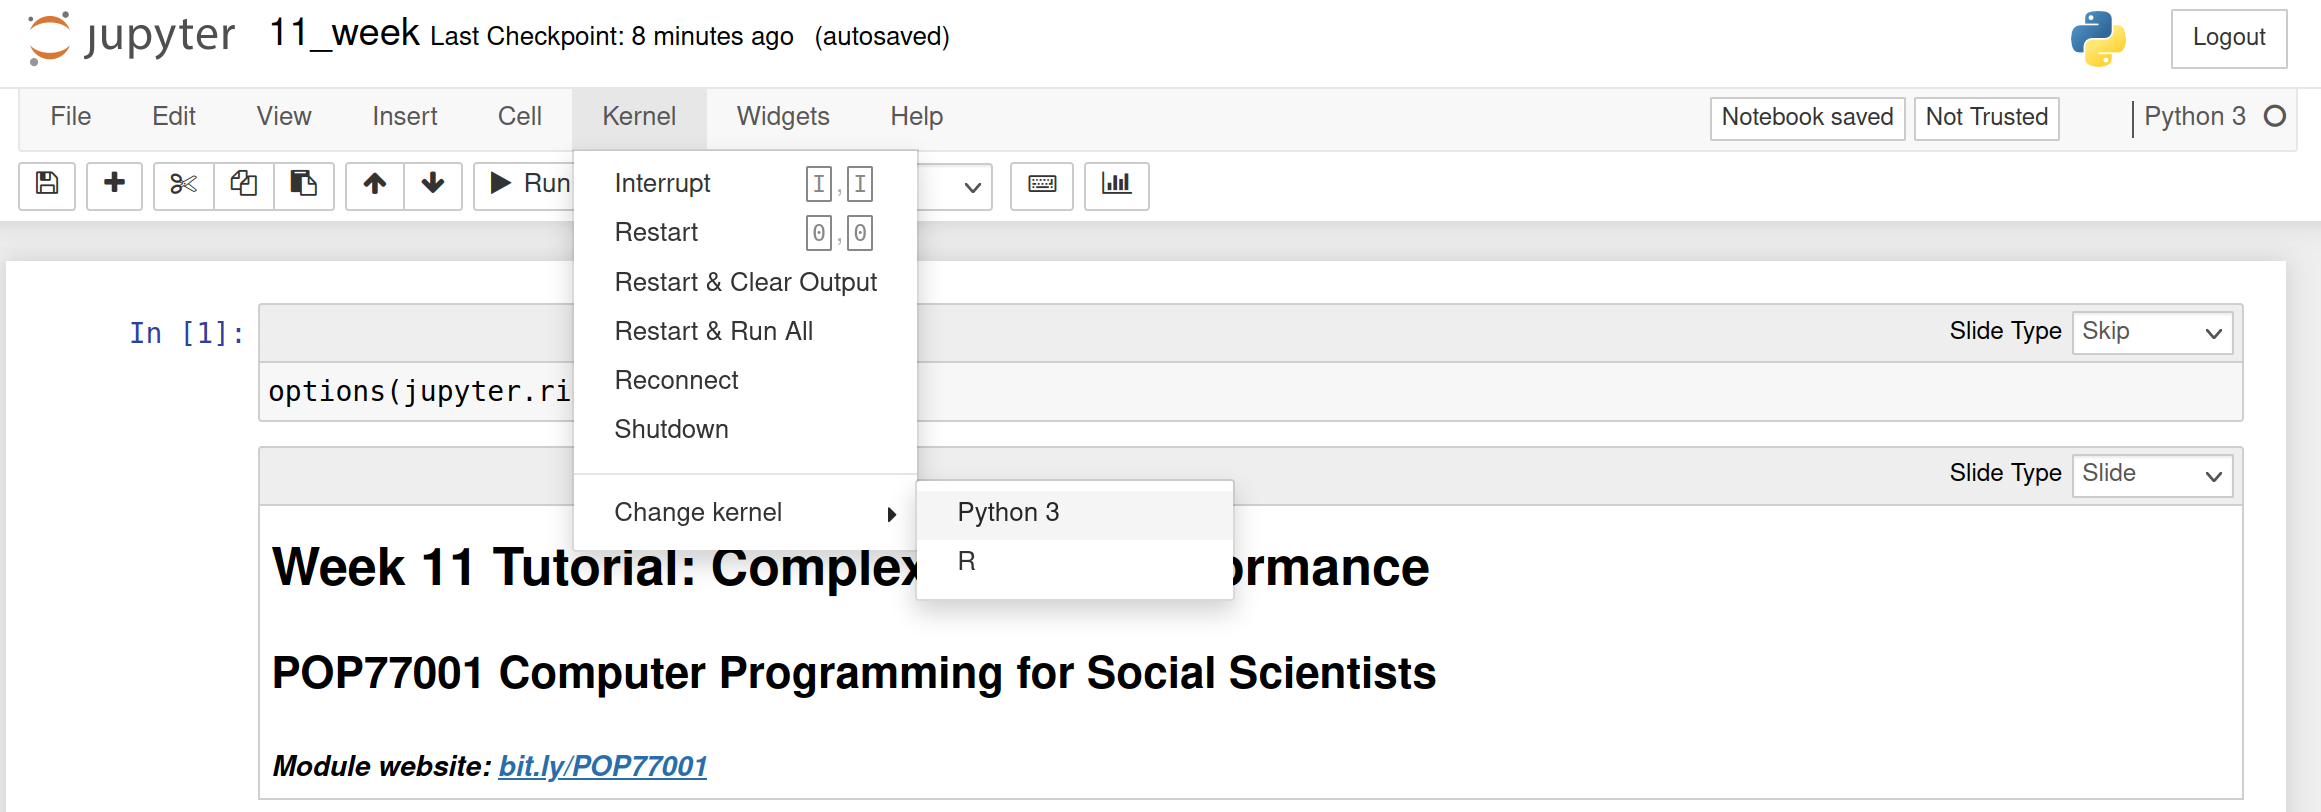 jupyter 11_week Last Checkpoint: 8 minutes ago (autosaved) Logout
File Edit View Insert Cell Kernel Widgets Help Notebook saved Not Trusted Python 3
Run
Interrupt I,I
Restart 0,0
Restart & Clear Output
Restart & Run All
Reconnect
Shutdown
Change kernel
Python 3
R
In [1]:
Slide Type Skip
options(jupyter.ri
Slide Type Slide
Week 11 Tutorial: Complex ormance
POP77001 Computer Programming for Social Scientists
Module website: bit.ly/POP77001